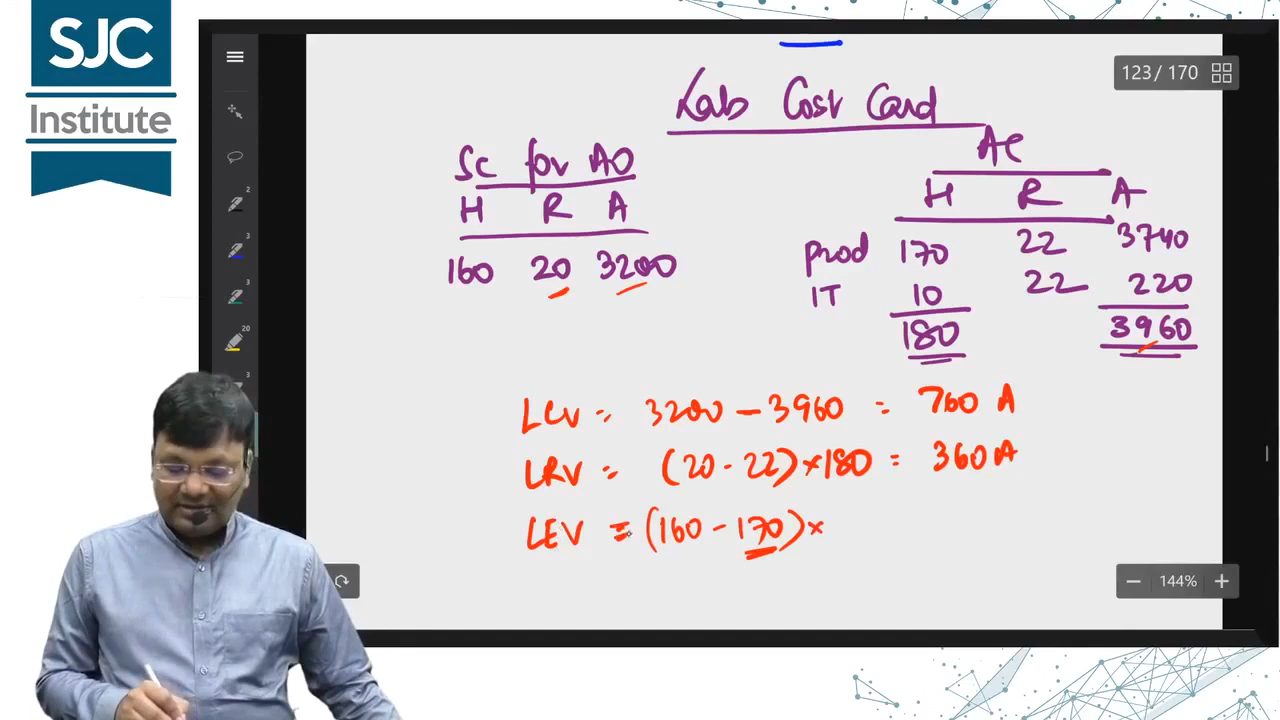 SJC
Institute
123 / 170
Lab Cost Card
Sc for AO
H R A
160 20 3200
AC
H R A
prod 170 22 3740
IT 10 22 220
180 3960
LCV = 3200 - 3960 = 760 A
LRV = (20 - 22) × 180 = 360 A
LEV = (160 - 170) ×
144%